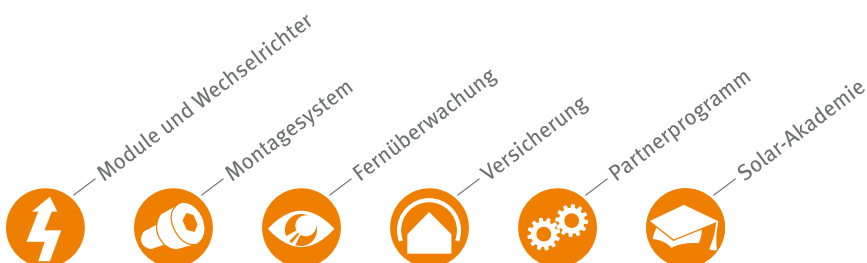 Module und Wechselrichter
Montagesystem
Fernüberwachung
Versicherung
Partnerprogramm
Solar-Akademie